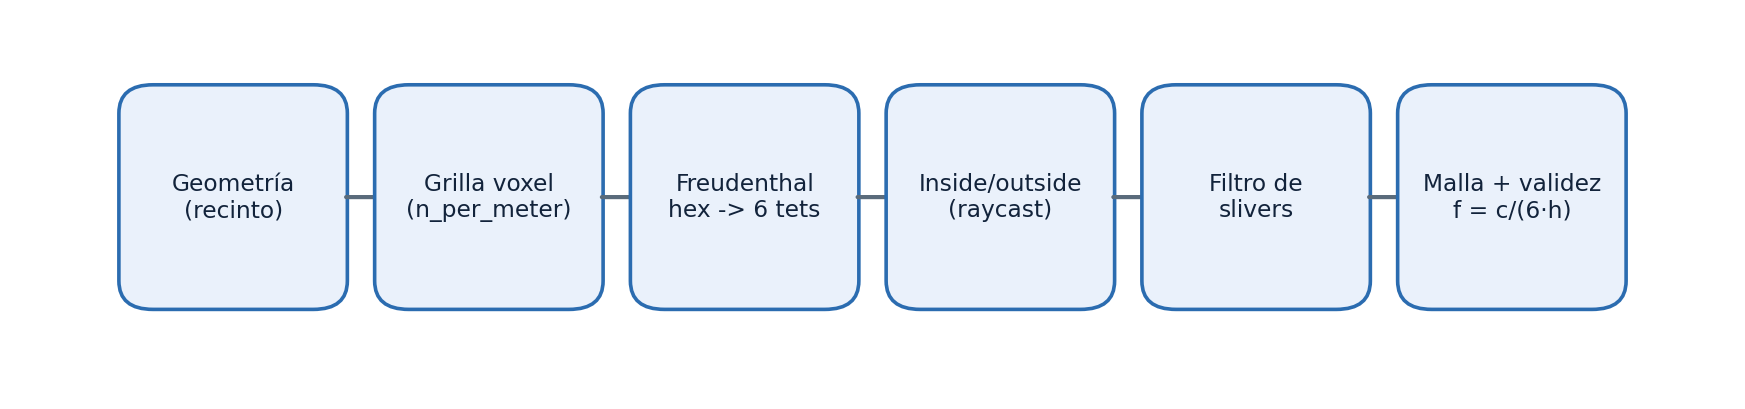 Geometría
(recinto)
Grilla voxel
(n_per_meter)
Freudenthal
hex -> 6 tets
Inside/outside
(raycast)
Filtro de
slivers
Malla + validez
f = c/(6·h)